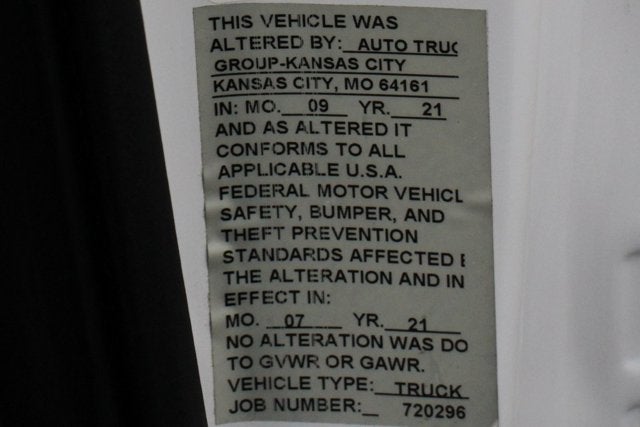 THIS VEHICLE WAS
ALTERED BY: AUTO TRUC
GROUP-KANSAS CITY
KANSAS CITY, MO 64161
IN: MO. 09 YR. 21
AND AS ALTERED IT
CONFORMS TO ALL
APPLICABLE U.S.A.
FEDERAL MOTOR VEHICL
SAFETY, BUMPER, AND
THEFT PREVENTION
STANDARDS AFFECTED
THE ALTERATION AND IN
EFFECT IN:
MO. 07 YR. 21
NO ALTERATION WAS DO
TO GVWR OR GAWR.
VEHICLE TYPE: TRUCK
JOB NUMBER: 720296